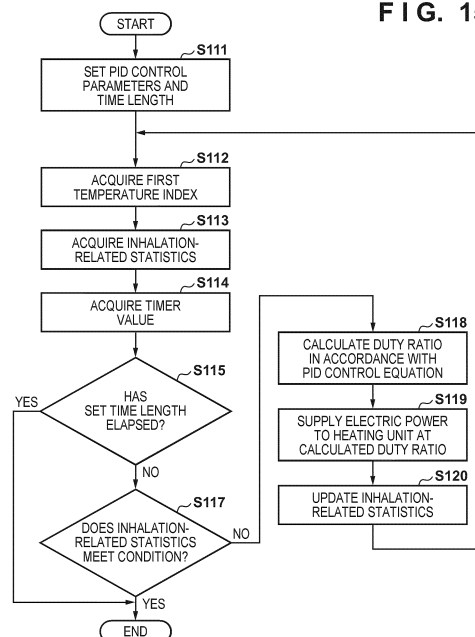 FIG. 1
START
S111
SET PID CONTROL
PARAMETERS AND
TIME LENGTH
S112
ACQUIRE FIRST
TEMPERATURE INDEX
S113
ACQUIRE INHALATION-
RELATED STATISTICS
S114
ACQUIRE TIMER
VALUE
S115
YES
HAS
SET TIME LENGTH
ELAPSED?
NO
S117
DOES INHALATION-
RELATED STATISTICS
MEET CONDITION?
NO
YES
END
S118
CALCULATE DUTY RATIO
IN ACCORDANCE WITH
PID CONTROL EQUATION
S119
SUPPLY ELECTRIC POWER
TO HEATING UNIT AT
CALCULATED DUTY RATIO
S120
UPDATE INHALATION-
RELATED STATISTICS